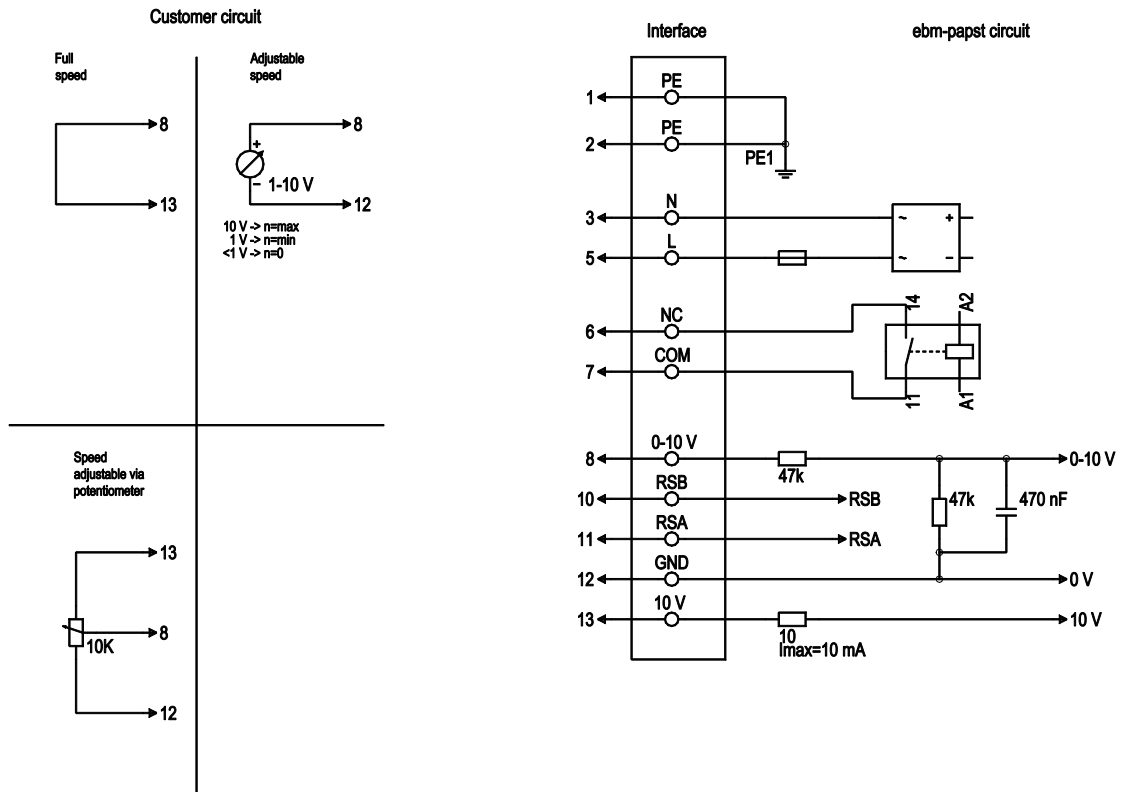 Customer circuit
Full
speed
8
13
Adjustable
speed
8
+
–
1-10 V
12
10 V -> n=max
1 V -> n=min
<1 V -> n=0
Speed
adjustable via
potentiometer
13
8
10K
12
Interface
ebm-papst circuit
1
PE
2
PE
PE1
3
N
~
+
5
L
~
–
6
NC
14
A2
7
COM
11
A1
8
0-10 V
47k
0-10 V
10
RSB
RSB
47k
470 nF
11
RSA
RSA
12
GND
0 V
13
10 V
10
Imax=10 mA
10 V